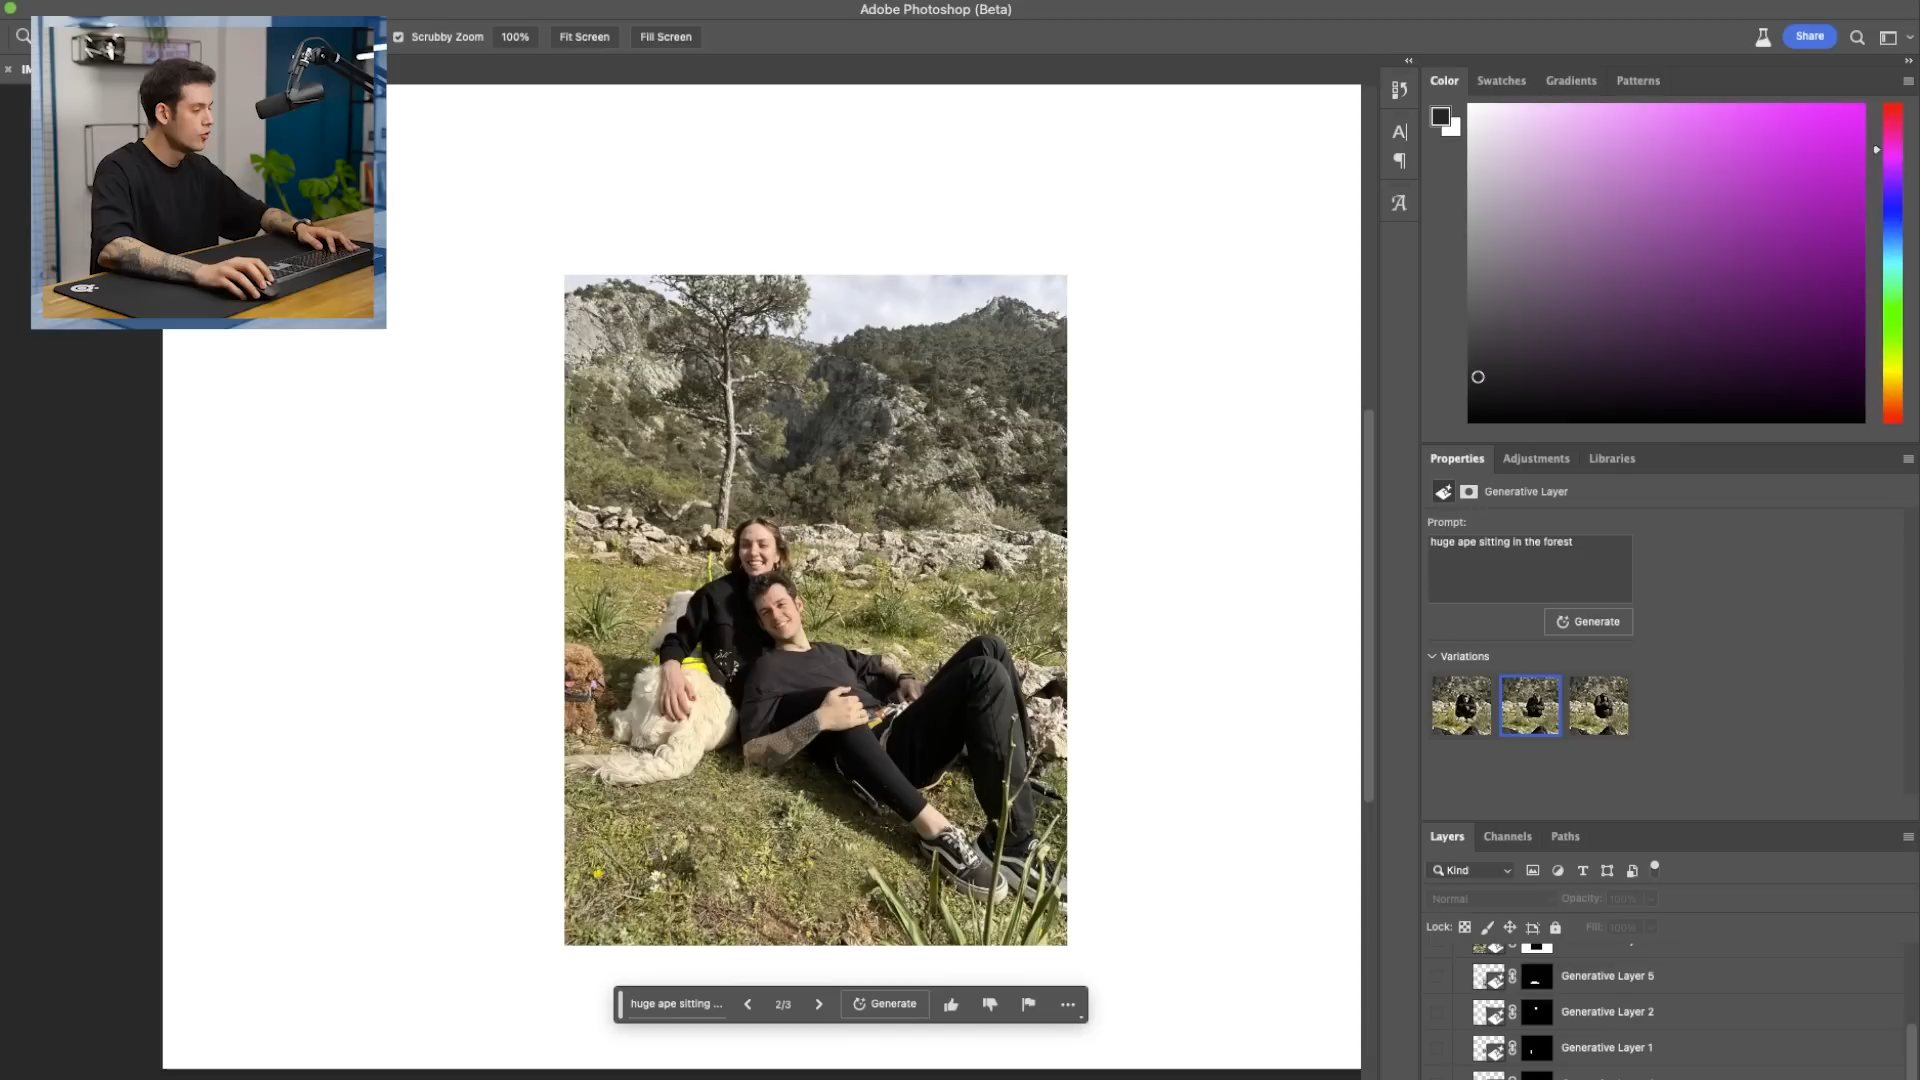 Adobe Photoshop (Beta)
Scrubby Zoom
100%
Fit Screen
Fill Screen
Share
Color
Swatches
Gradients
Patterns
Properties
Adjustments
Libraries
Generative Layer
Prompt:
huge ape sitting in the forest
Generate
Variations
Layers
Channels
Paths
Kind
Normal
Opacity: 100%
Lock:
Fill: 100%
Generative Layer 5
Generative Layer 2
Generative Layer 1
huge ape sitting ...
2/3
Generate